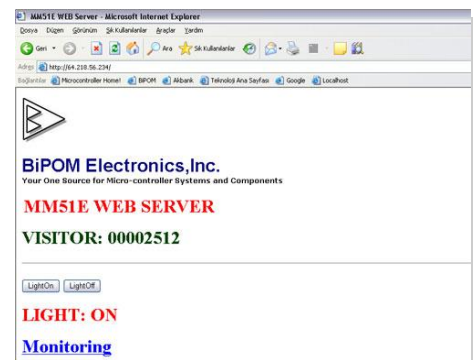 MM51E WEB Server - Microsoft Internet Explorer
Dosya Düzen Görünüm Sık Kullanılanlar Araçlar Yardım
Geri Ara Sık Kullanılanlar
Adres http://64.218.56.234/
Bağlantılar Microcontroller Home! BiPOM Akbank Teknoloji Ana Sayfası Google Localhost
BiPOM Electronics,Inc.
Your One Source for Micro-controller Systems and Components
MM51E WEB SERVER
VISITOR: 00002512
LightOn LightOff
LIGHT: ON
Monitoring